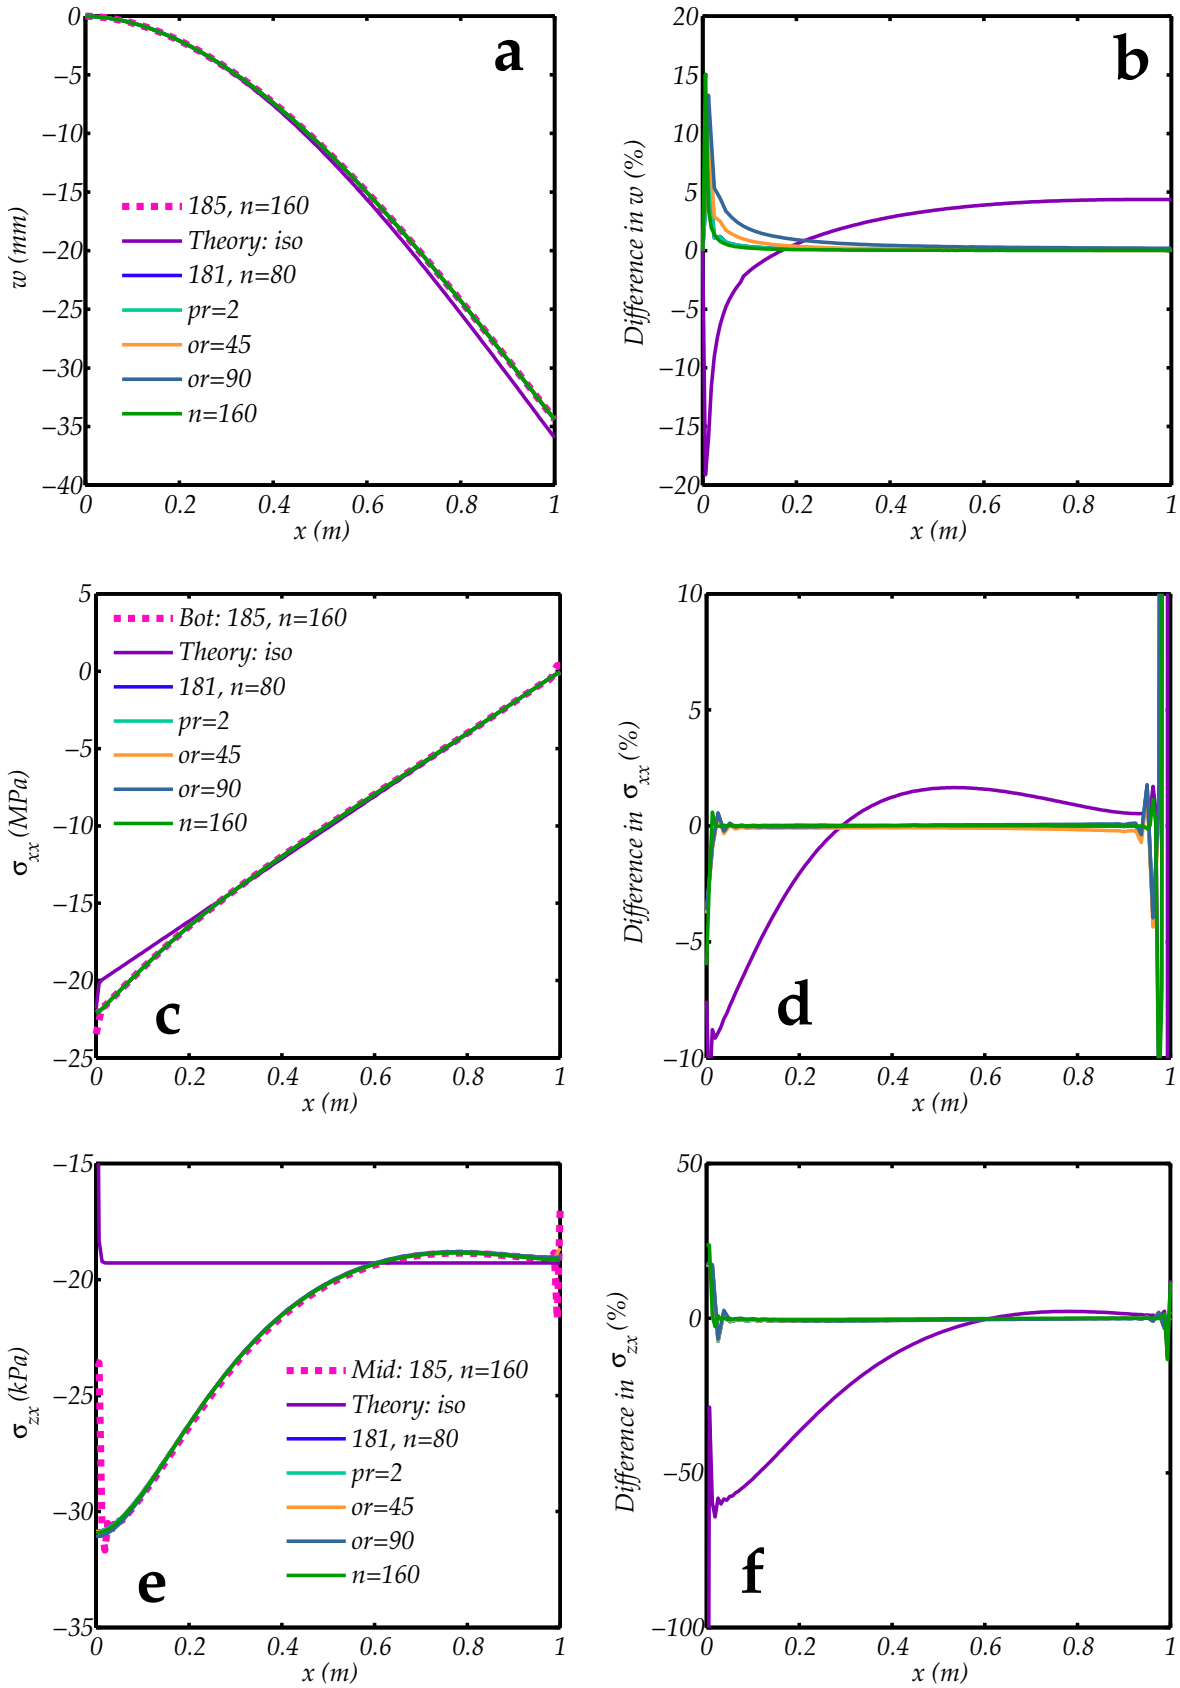 a
0
−5
−10
−15
−20
−25
−30
−35
−40
w (mm)
185, n=160
Theory: iso
181, n=80
pr=2
or=45
or=90
n=160
0 0.2 0.4 0.6 0.8 1
x (m)
b
20
15
10
5
0
−5
−10
−15
−20
Difference in w (%)
0 0.2 0.4 0.6 0.8 1
x (m)
5
0
−5
−10
−15
−20
−25
σxx (MPa)
Bot: 185, n=160
Theory: iso
181, n=80
pr=2
or=45
or=90
n=160
c
0 0.2 0.4 0.6 0.8 1
x (m)
10
5
0
−5
−10
Difference in σxx (%)
d
0 0.2 0.4 0.6 0.8 1
x (m)
−15
−20
−25
−30
−35
σzx (kPa)
Mid: 185, n=160
Theory: iso
181, n=80
pr=2
or=45
or=90
n=160
e
0 0.2 0.4 0.6 0.8 1
x (m)
50
0
−50
−100
Difference in σzx (%)
f
0 0.2 0.4 0.6 0.8 1
x (m)